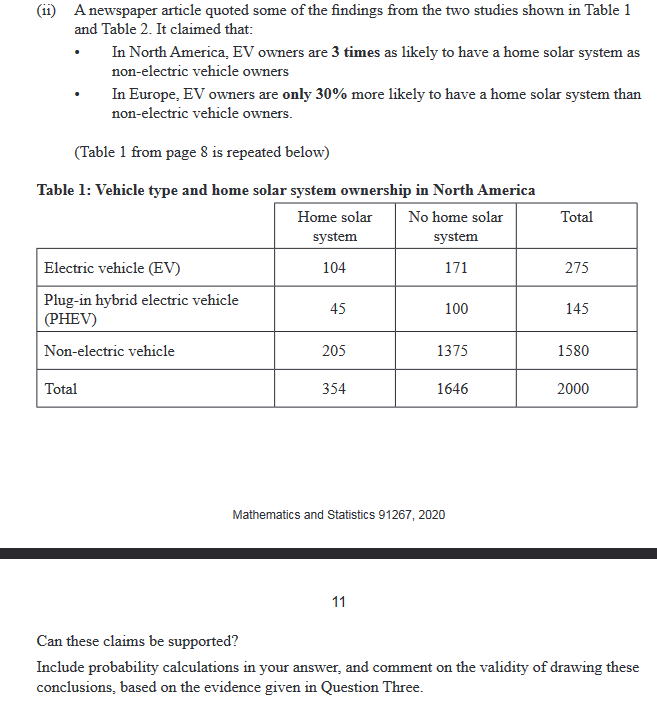 (ii) A newspaper article quoted some of the findings from the two studies shown in Table 1
and Table 2. It claimed that:
• In North America, EV owners are 3 times as likely to have a home solar system as
non-electric vehicle owners
• In Europe, EV owners are only 30% more likely to have a home solar system than
non-electric vehicle owners.
(Table 1 from page 8 is repeated below)
Table 1: Vehicle type and home solar system ownership in North America
Home solar system No home solar system Total
Electric vehicle (EV) 104 171 275
Plug-in hybrid electric vehicle (PHEV) 45 100 145
Non-electric vehicle 205 1375 1580
Total 354 1646 2000
Mathematics and Statistics 91267, 2020
11
Can these claims be supported?
Include probability calculations in your answer, and comment on the validity of drawing these
conclusions, based on the evidence given in Question Three.